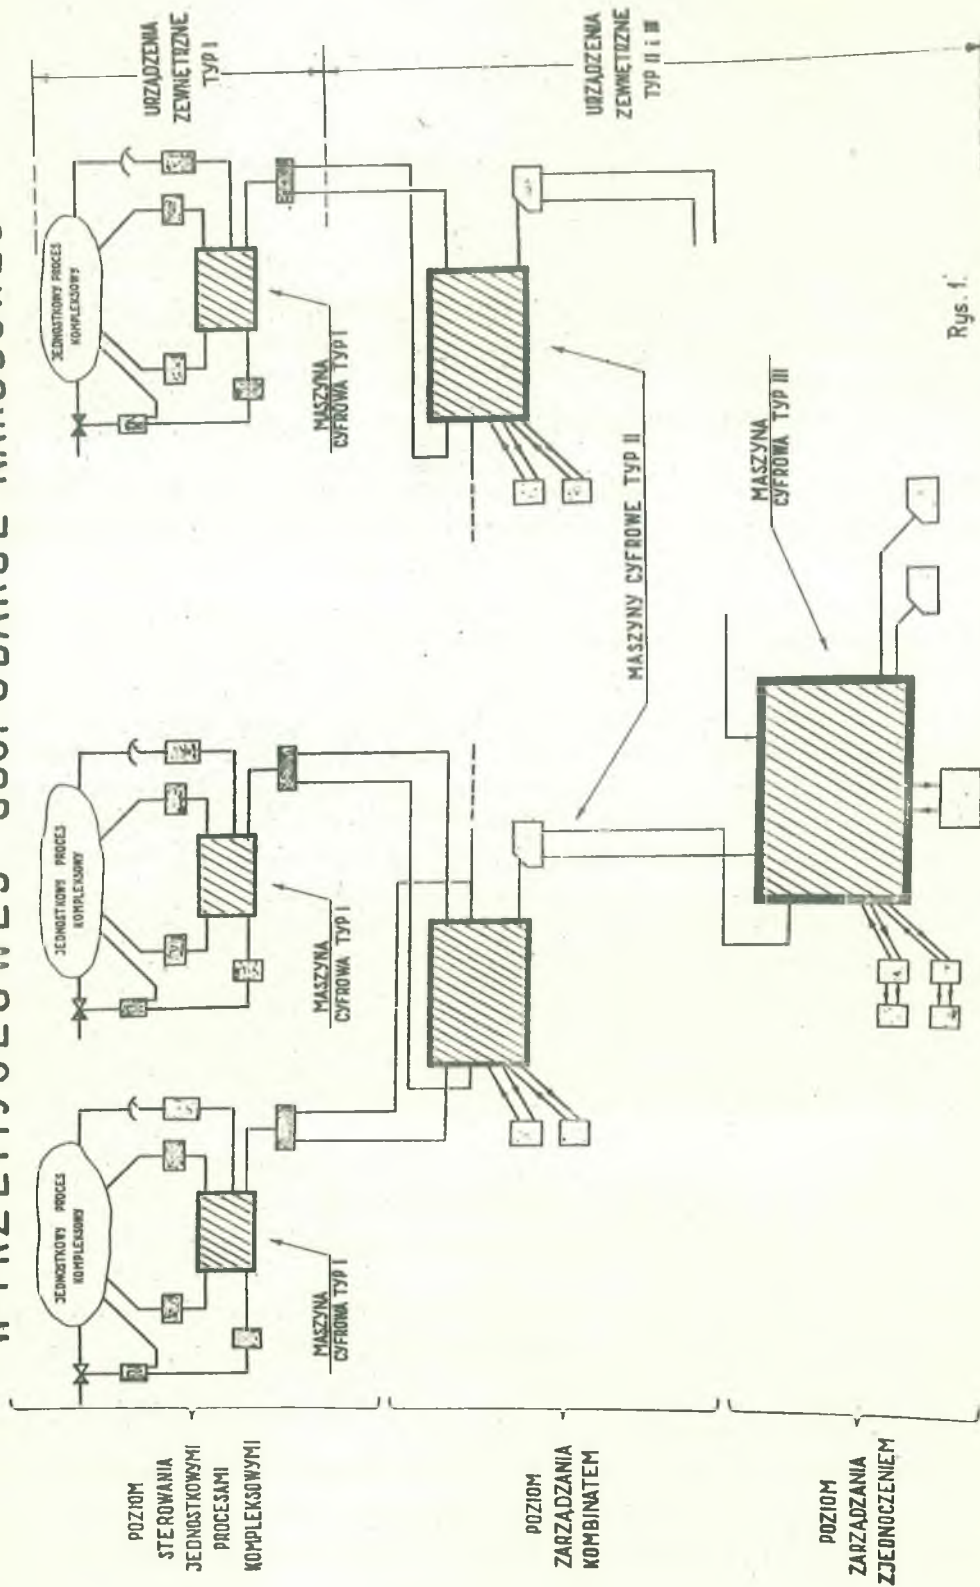 URZĄDZENIA
ZEWNĘTRZNE
TYP I
URZĄDZENIA
ZEWNĘTRZNE
TYP II i III
JEDNOSTKOWY PROCES
KOMPLEKSOWY
JEDNOSTKOWY PROCES
KOMPLEKSOWY
JEDNOSTKOWY PROCES
KOMPLEKSOWY
MASZYNA
CYFROWA TYP I
MASZYNA
CYFROWA TYP I
MASZYNA
CYFROWA TYP I
MASZYNY CYFROWE TYP II
MASZYNA
CYFROWA TYP III
POZIOM
STEROWANIA
JEDNOSTKOWYMI
PROCESAMI
KOMPLEKSOWYMI
POZIOM
ZARZĄDZANIA
KOMBINATEM
POZIOM
ZARZĄDZANIA
ZJEDNOCZENIEM
Rys. 1.